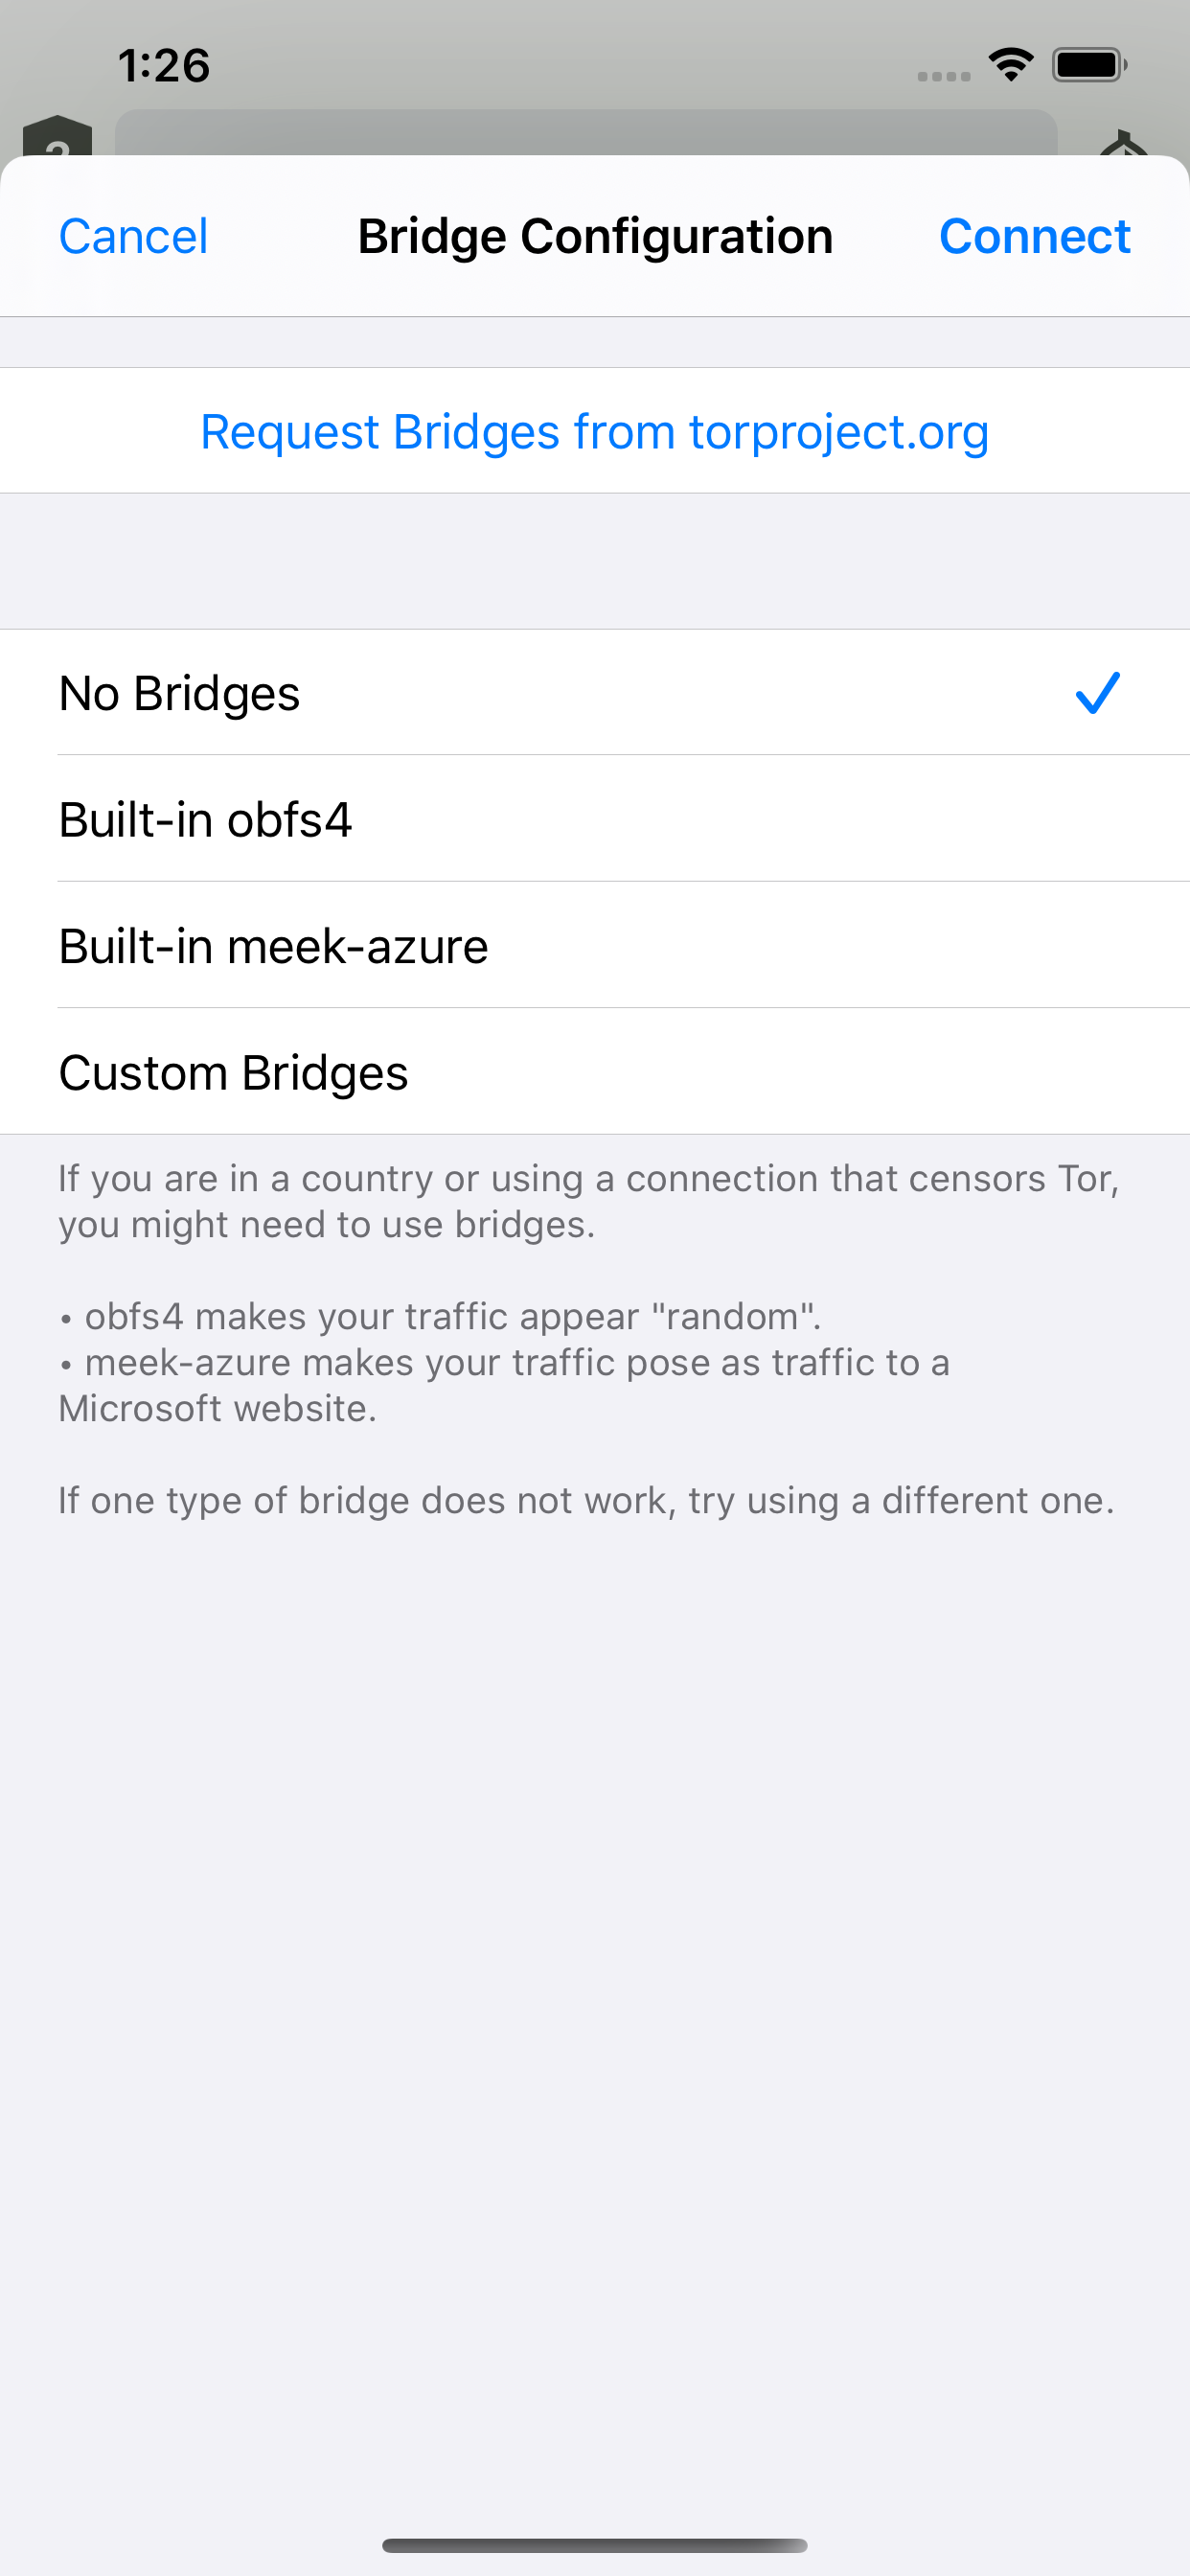 1:26
Cancel Bridge Configuration Connect
Request Bridges from torproject.org
No Bridges
Built-in obfs4
Built-in meek-azure
Custom Bridges
If you are in a country or using a connection that censors Tor,
you might need to use bridges.
• obfs4 makes your traffic appear "random".
• meek-azure makes your traffic pose as traffic to a
Microsoft website.
If one type of bridge does not work, try using a different one.